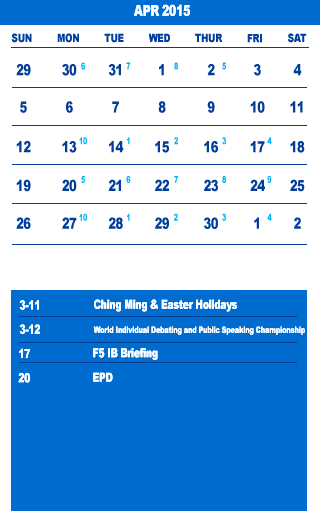 APR 2015
SUN MON TUE WED THUR FRI SAT
29 30 6 31 7 1 8 2 5 3 4
5 6 7 8 9 10 11
12 13 10 14 1 15 2 16 3 17 4 18
19 20 5 21 6 22 7 23 8 24 9 25
26 27 10 28 1 29 2 30 3 1 4 2
3-11 Ching Ming & Easter Holidays
3-12 World Individual Debating and Public Speaking Championship
17 F5 IB Briefing
20 EPD